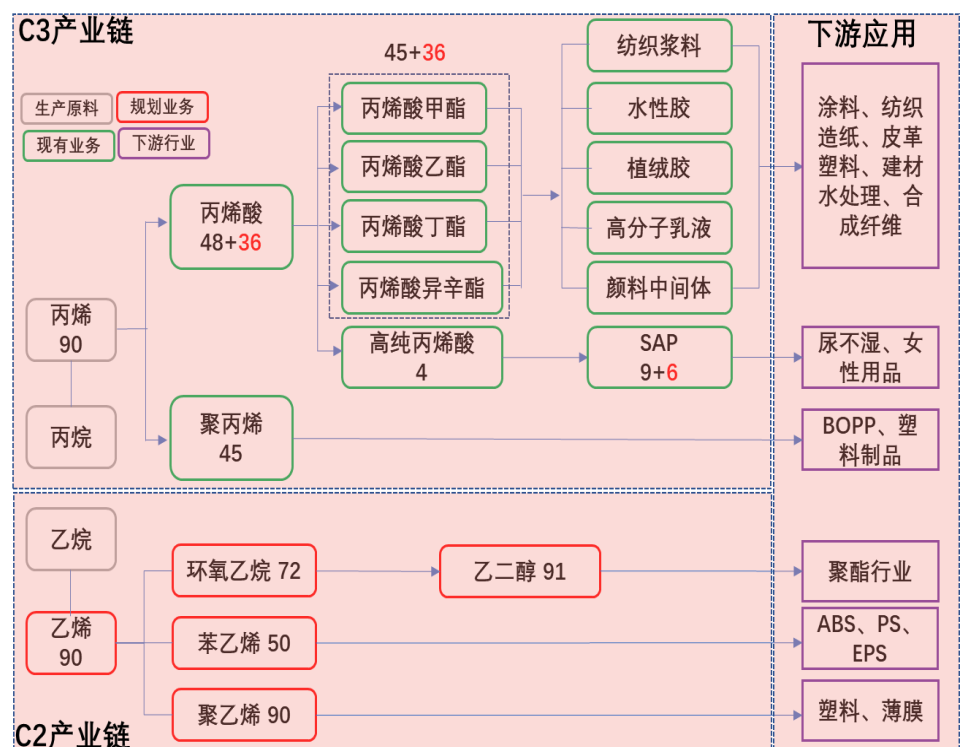 C3产业链
下游应用
生产原料
规划业务
现有业务
下游行业
45+36
丙烯酸甲酯
丙烯酸乙酯
丙烯酸丁酯
丙烯酸异辛酯
纺织浆料
水性胶
植绒胶
高分子乳液
颜料中间体
涂料、纺织
造纸、皮革
塑料、建材
水处理、合
成纤维
丙烯酸
48+36
丙烯
90
丙烷
高纯丙烯酸
4
SAP
9+6
尿不湿、女
性用品
聚丙烯
45
BOPP、塑
料制品
乙烷
乙烯
90
环氧乙烷 72
乙二醇 91
聚酯行业
苯乙烯 50
ABS、PS、
EPS
聚乙烯 90
塑料、薄膜
C2产业链